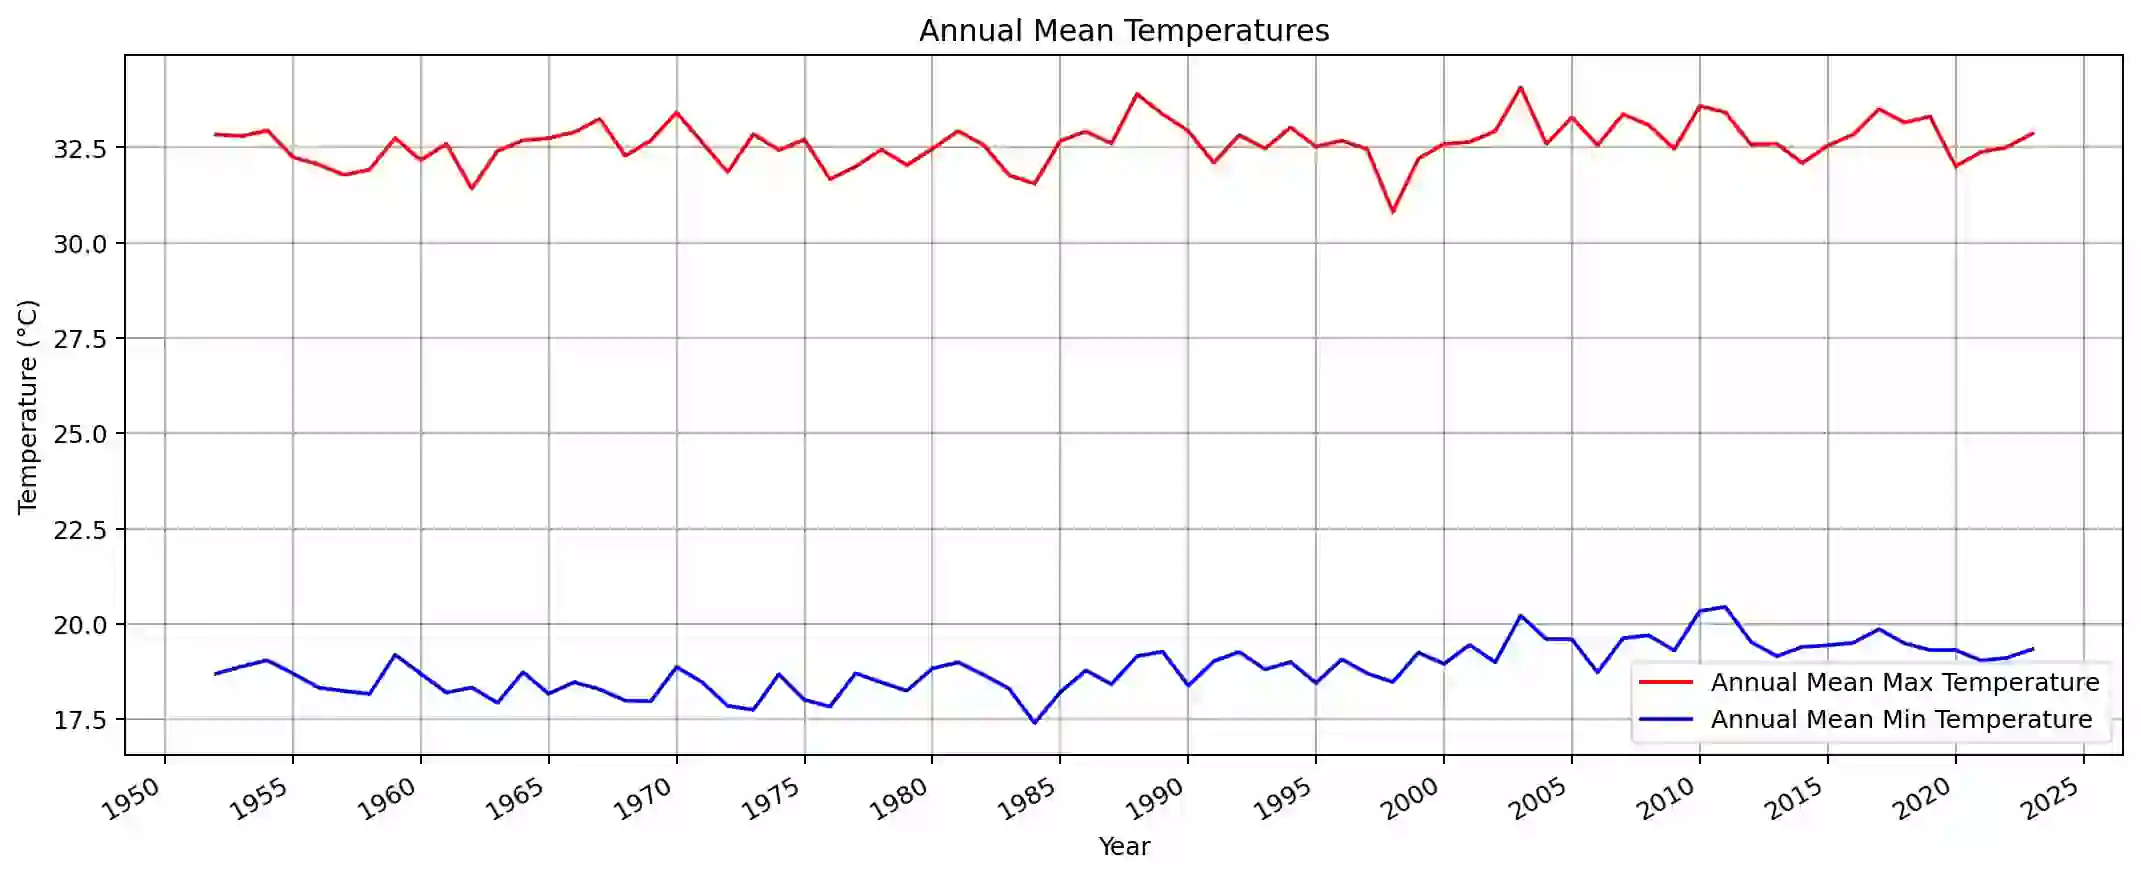 Annual Mean Temperatures
Temperature (°C)
32.5
30.0
27.5
25.0
22.5
20.0
17.5
Annual Mean Max Temperature
Annual Mean Min Temperature
1950 1955 1960 1965 1970 1975 1980 1985 1990 1995 2000 2005 2010 2015 2020 2025
Year